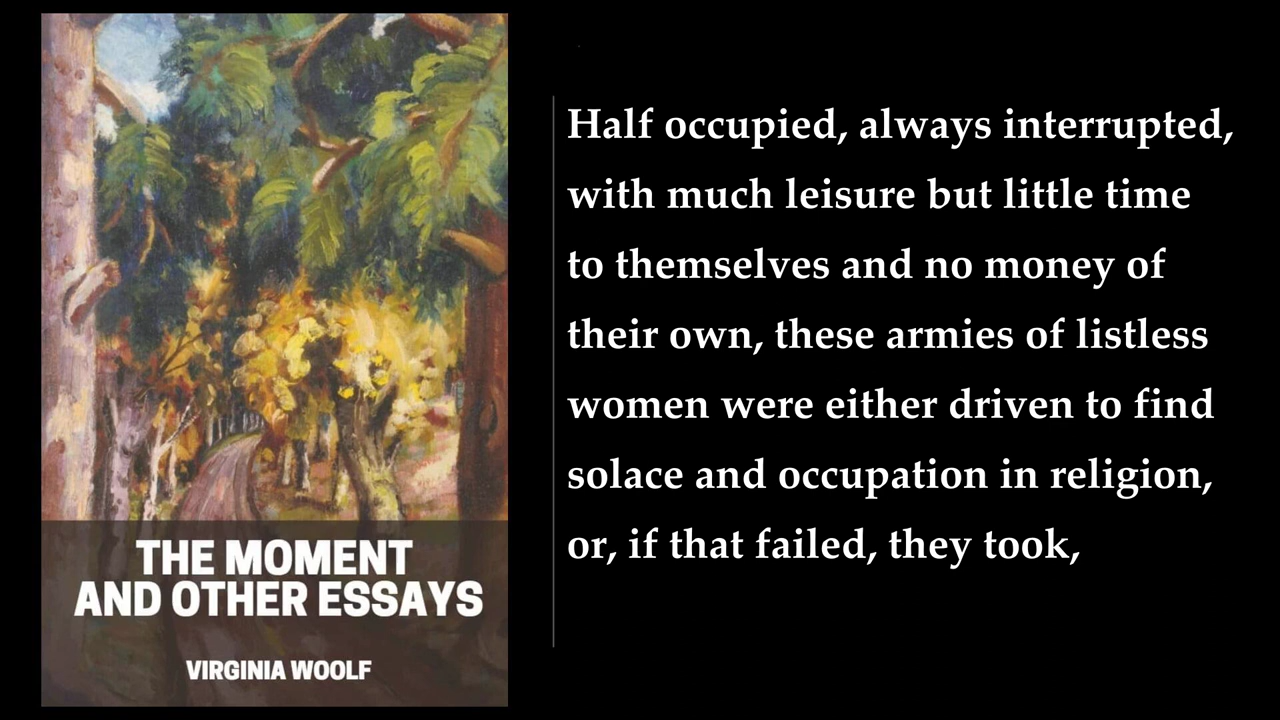 THE MOMENT
AND OTHER ESSAYS
VIRGINIA WOOLF
Half occupied, always interrupted,
with much leisure but little time
to themselves and no money of
their own, these armies of listless
women were either driven to find
solace and occupation in religion,
or, if that failed, they took,